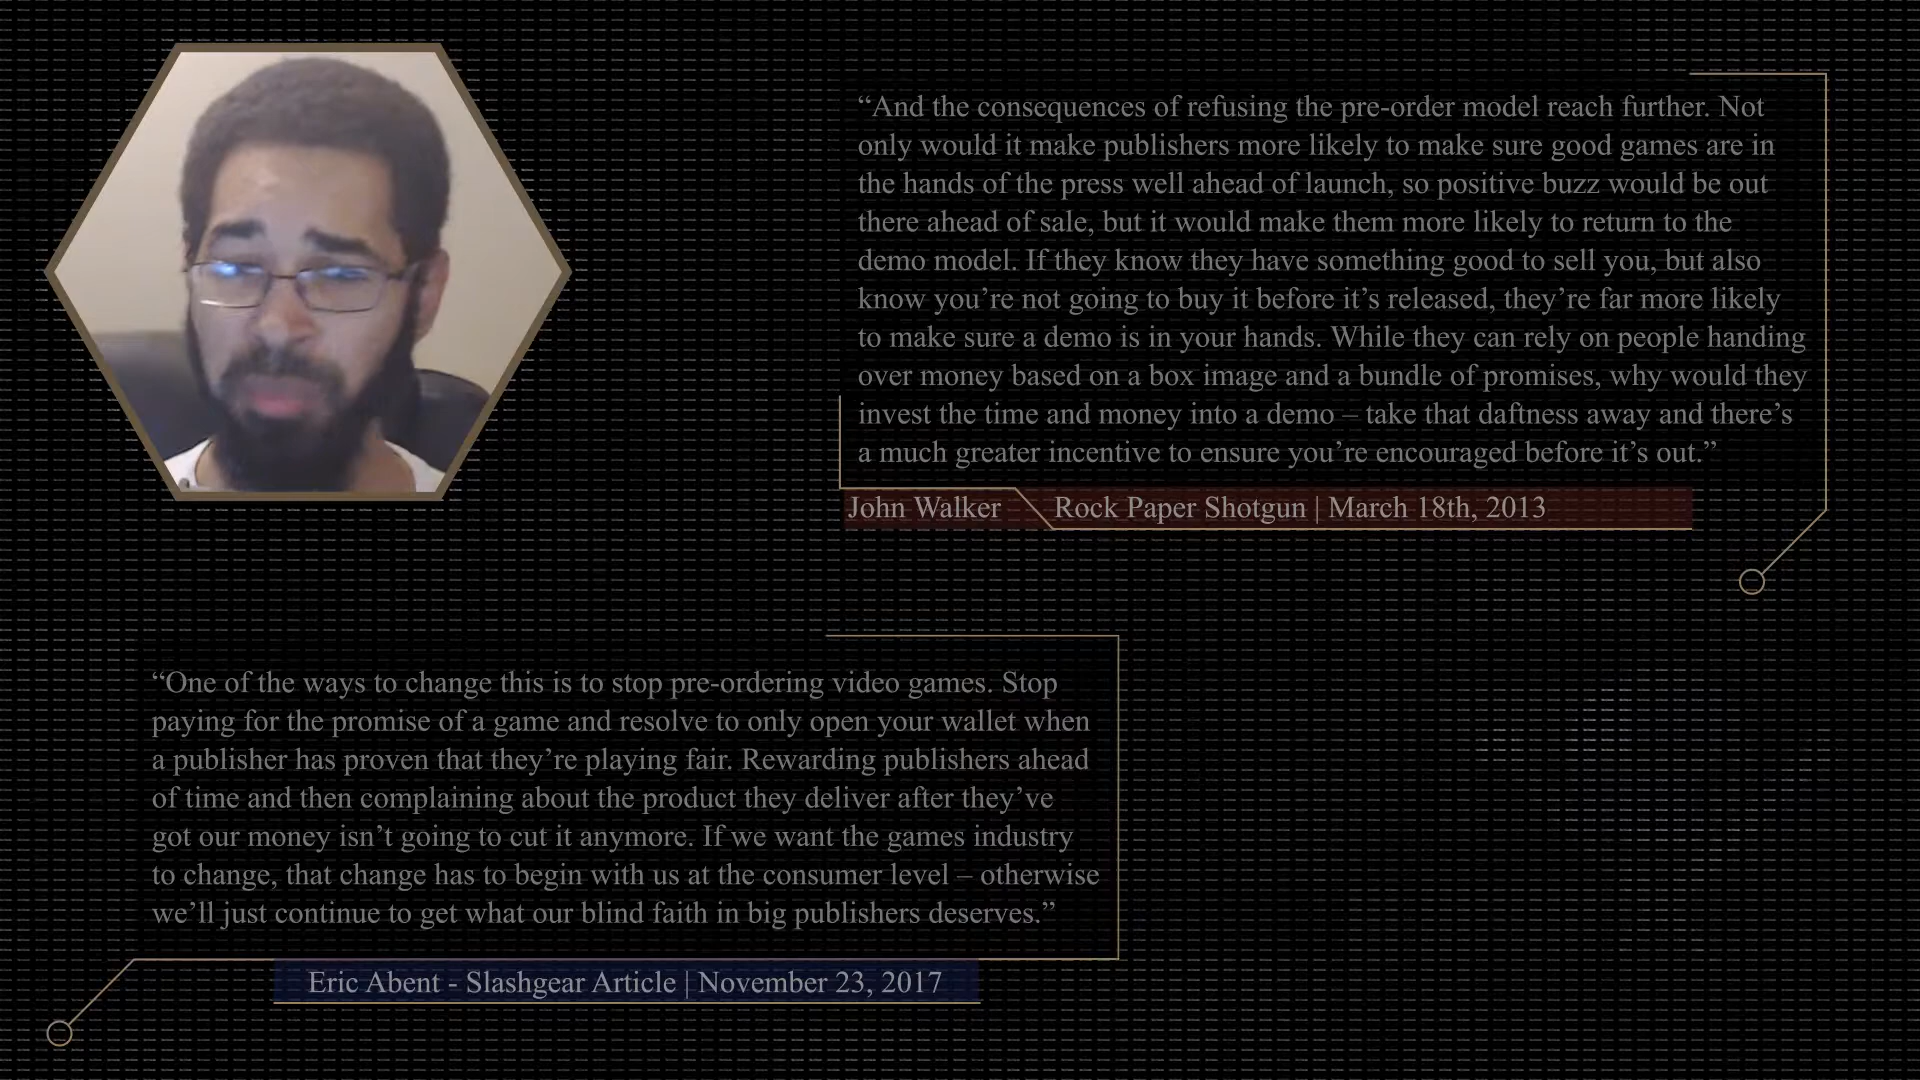 “And the consequences of refusing the pre-order model reach further. Not
only would it make publishers more likely to make sure good games are in
the hands of the press well ahead of launch, so positive buzz would be out
there ahead of sale, but it would make them more likely to return to the
demo model. If they know they have something good to sell you, but also
know you’re not going to buy it before it’s released, they’re far more likely
to make sure a demo is in your hands. While they can rely on people handing
over money based on a box image and a bundle of promises, why would they
invest the time and money into a demo – take that daftness away and there’s
a much greater incentive to ensure you’re encouraged before it’s out.”
John Walker Rock Paper Shotgun | March 18th, 2013
“One of the ways to change this is to stop pre-ordering video games. Stop
paying for the promise of a game and resolve to only open your wallet when
a publisher has proven that they’re playing fair. Rewarding publishers ahead
of time and then complaining about the product they deliver after they’ve
got our money isn’t going to cut it anymore. If we want the games industry
to change, that change has to begin with us at the consumer level – otherwise
we’ll just continue to get what our blind faith in big publishers deserves.”
Eric Abent - Slashgear Article | November 23, 2017